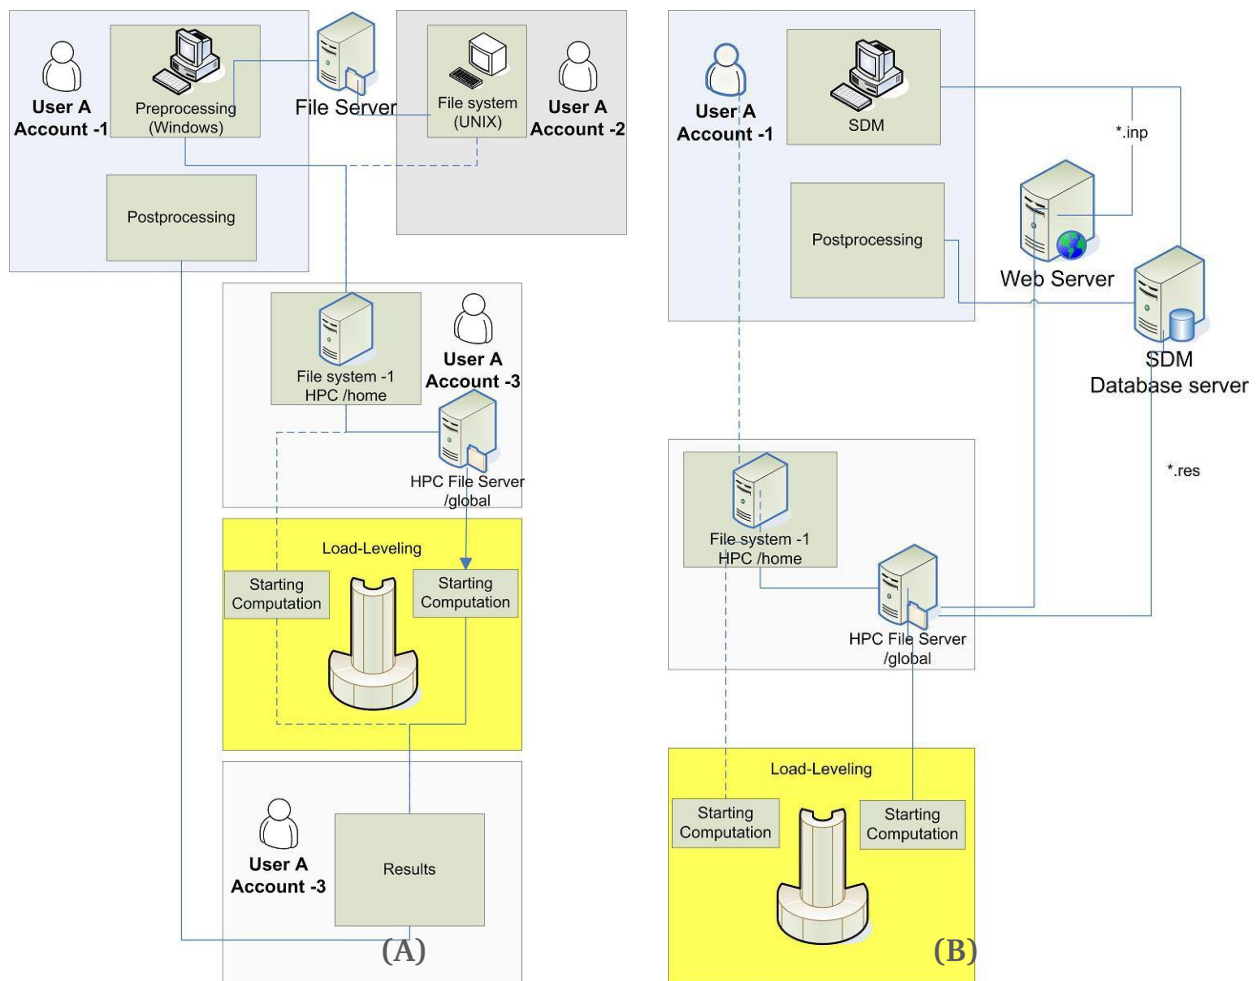 User A
Account -1
Preprocessing
(Windows)
File Server
File system
(UNIX)
User A
Account -2
Postprocessing
File system -1
HPC /home
User A
Account -3
HPC File Server
/global
Load-Leveling
Starting
Computation
Starting
Computation
User A
Account -3
Results
(A)
User A
Account -1
SDM
*.inp
Postprocessing
Web Server
SDM
Database server
*.res
File system -1
HPC /home
HPC File Server
/global
Load-Leveling
Starting
Computation
Starting
Computation
(B)